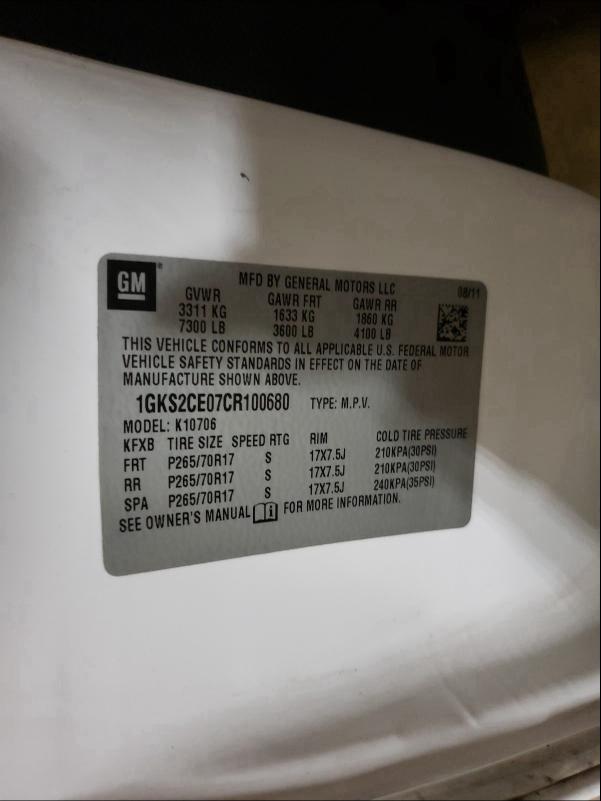 GM
MFD BY GENERAL MOTORS LLC 08/11
GVWR GAWR FRT GAWR RR
3311 KG 1633 KG 1860 KG
7300 LB 3600 LB 4100 LB
THIS VEHICLE CONFORMS TO ALL APPLICABLE U.S. FEDERAL MOTOR
VEHICLE SAFETY STANDARDS IN EFFECT ON THE DATE OF
MANUFACTURE SHOWN ABOVE.
1GKS2CE07CR100680 TYPE: M.P.V.
MODEL: K10706
KFXB TIRE SIZE SPEED RTG RIM COLD TIRE PRESSURE
FRT P265/70R17 S 17X7.5J 210KPA(30PSI)
RR P265/70R17 S 17X7.5J 210KPA(30PSI)
SPA P265/70R17 S 17X7.5J 240KPA(35PSI)
SEE OWNER'S MANUAL i FOR MORE INFORMATION.